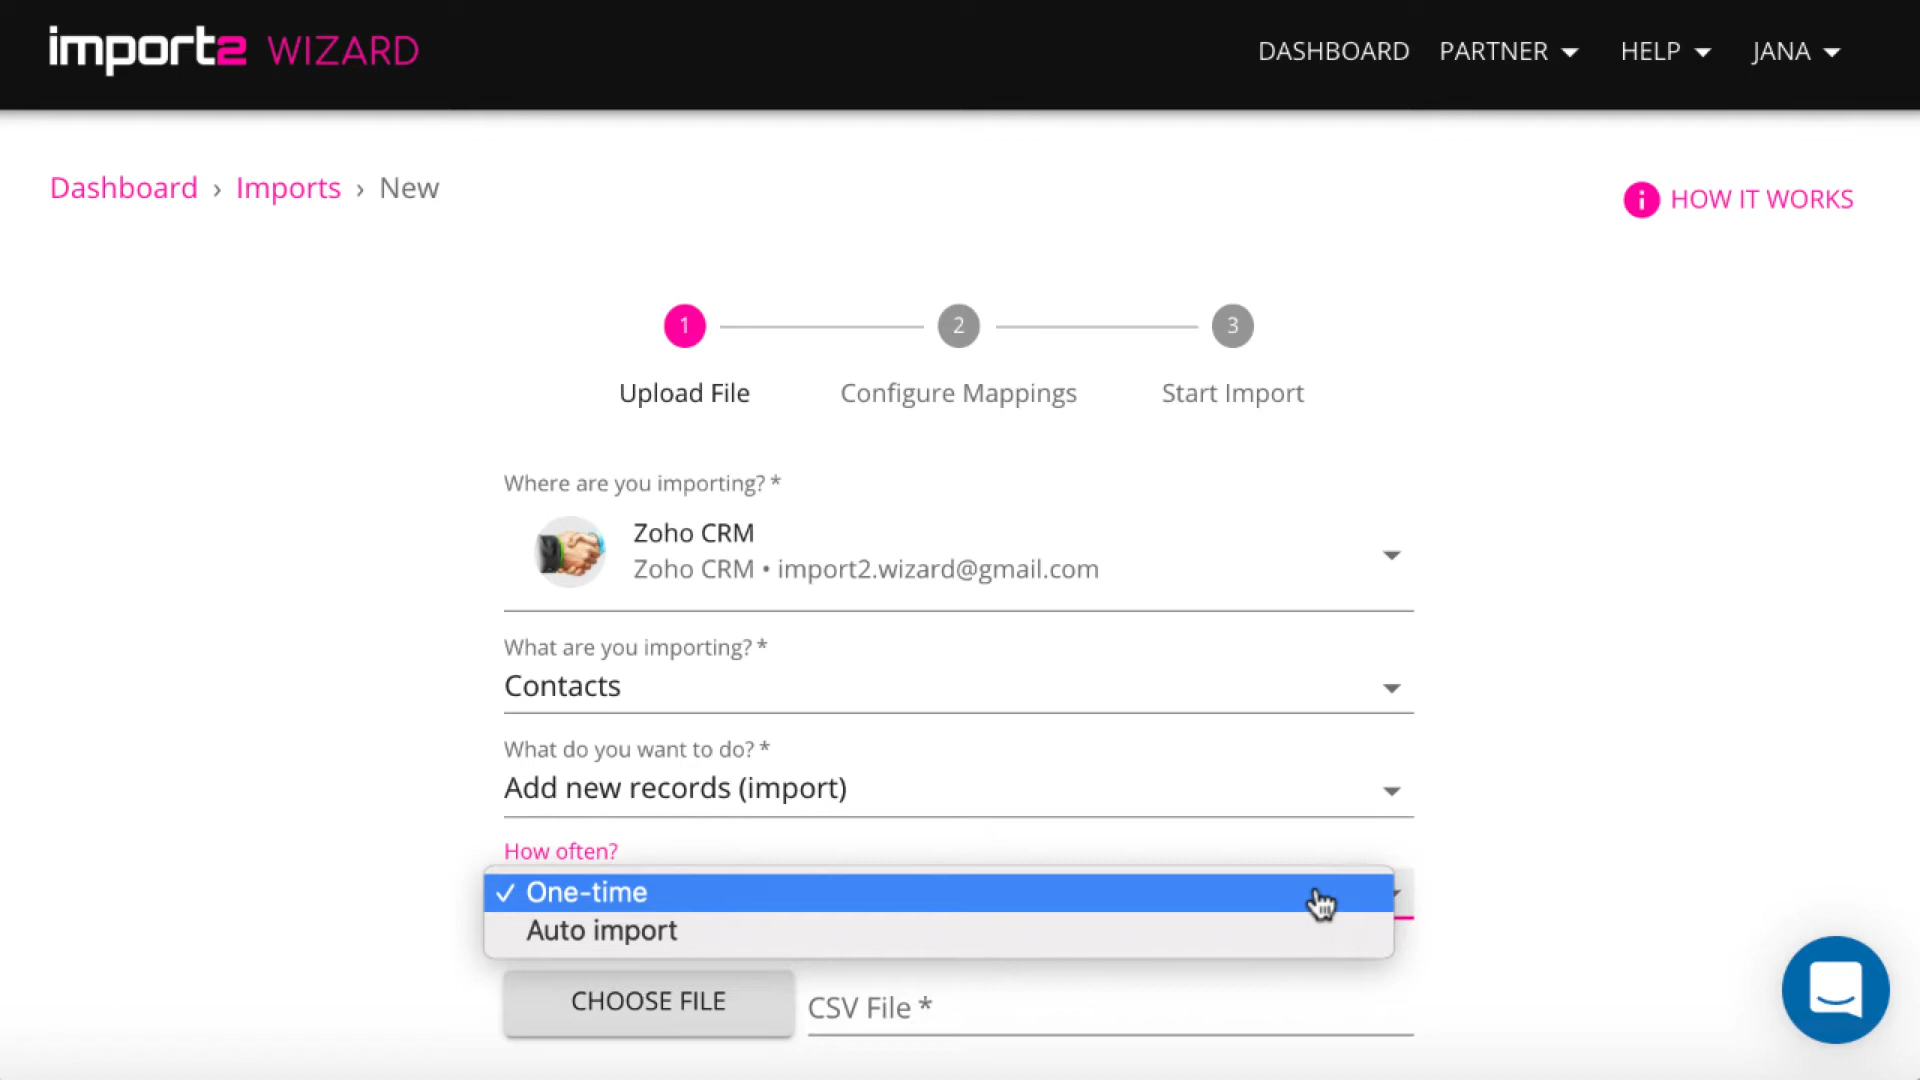 import2 WIZARD
DASHBOARD PARTNER HELP JANA
Dashboard › Imports › New
i HOW IT WORKS
1 2 3
Upload File Configure Mappings Start Import
Where are you importing? *
Zoho CRM
Zoho CRM • import2.wizard@gmail.com
What are you importing? *
Contacts
What do you want to do? *
Add new records (import)
How often?
✓ One-time
Auto import
CHOOSE FILE CSV File *